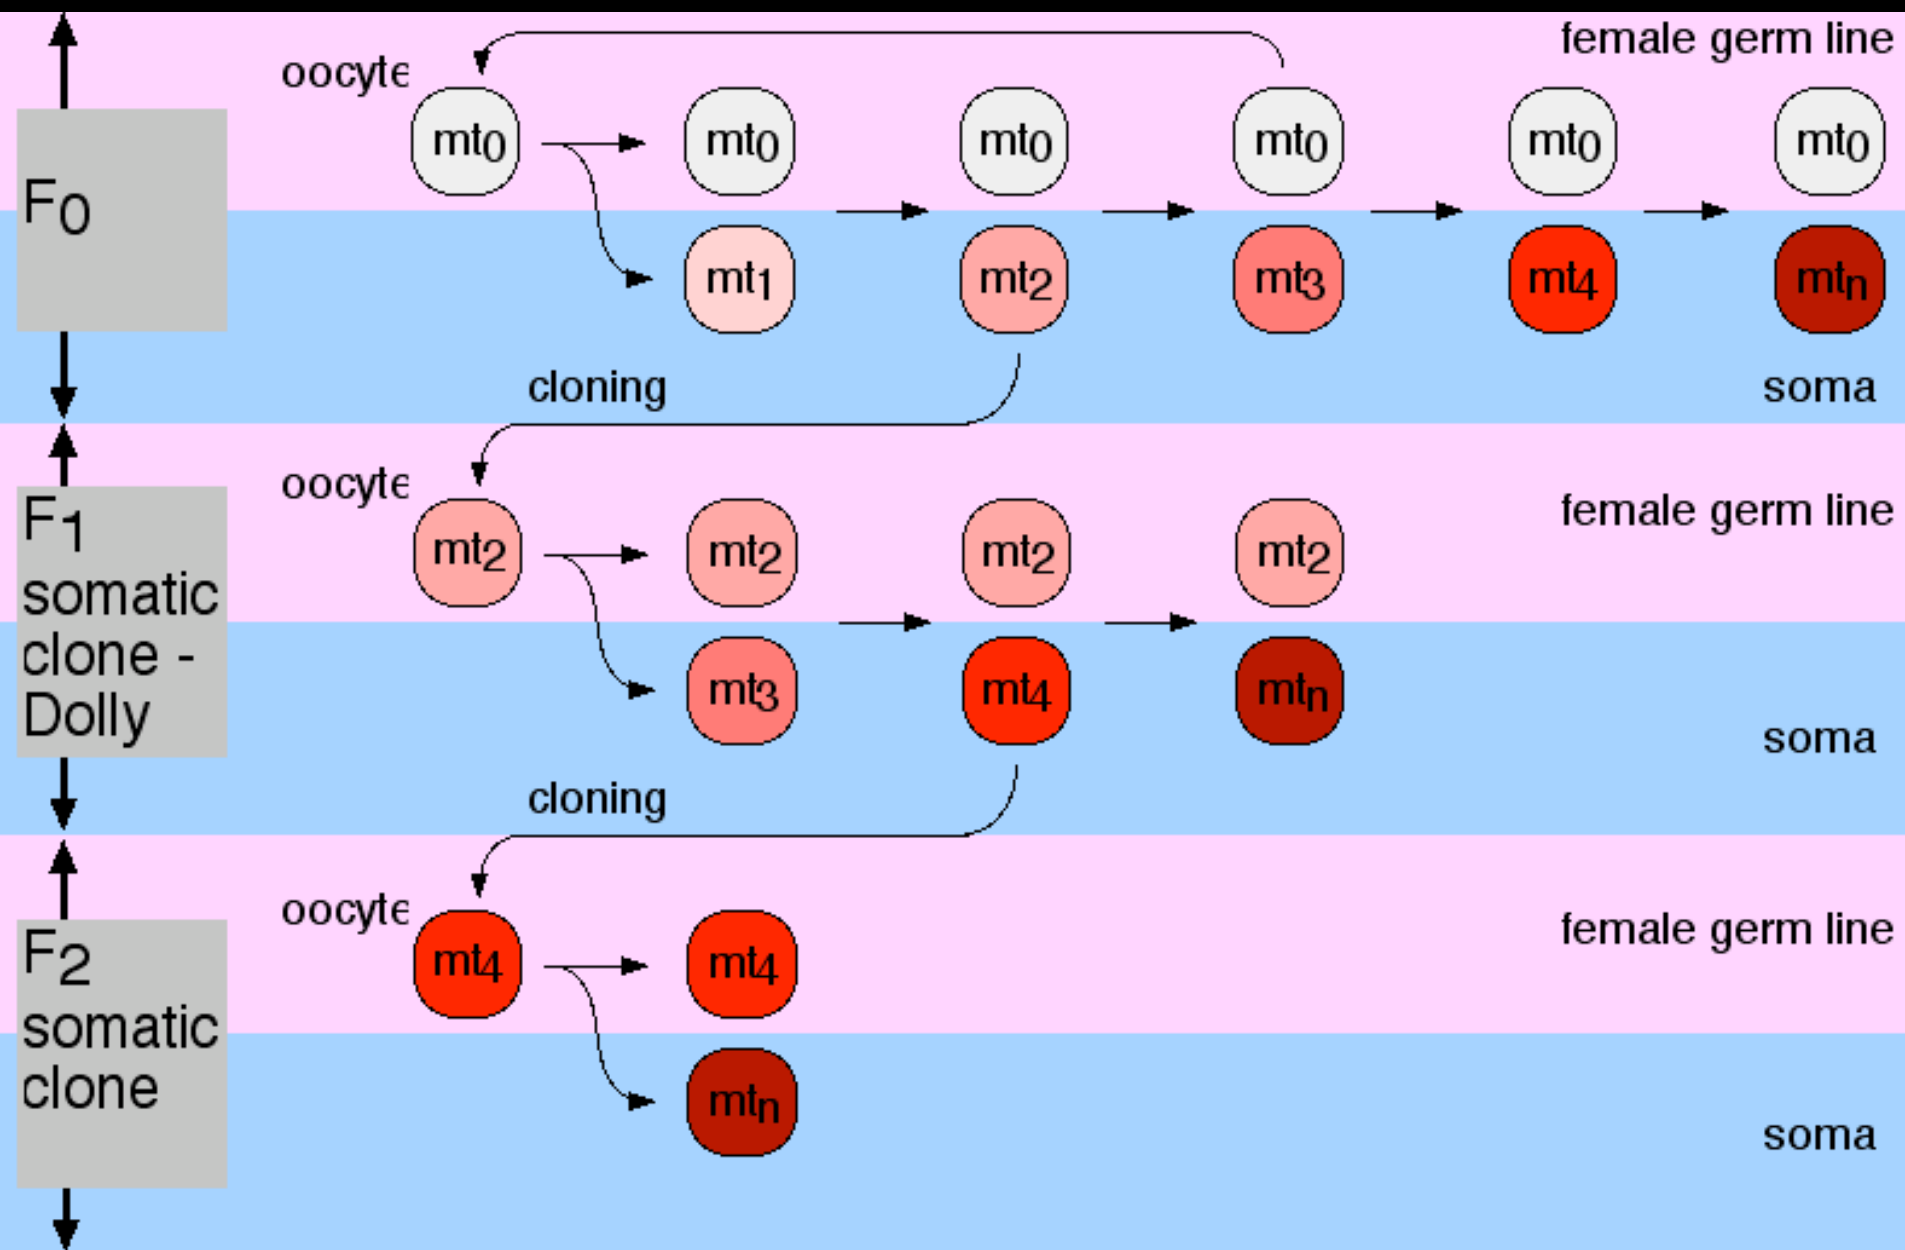 female germ line
oocyte
mt0 mt0 mt0 mt0 mt0 mt0
F0
mt1 mt2 mt3 mt4 mtn
cloning
soma
oocyte
female germ line
F1
somatic
clone -
Dolly
mt2 mt2 mt2 mt2
mt3 mt4 mtn
soma
cloning
oocyte
female germ line
F2
somatic
clone
mt4 mt4
mtn
soma